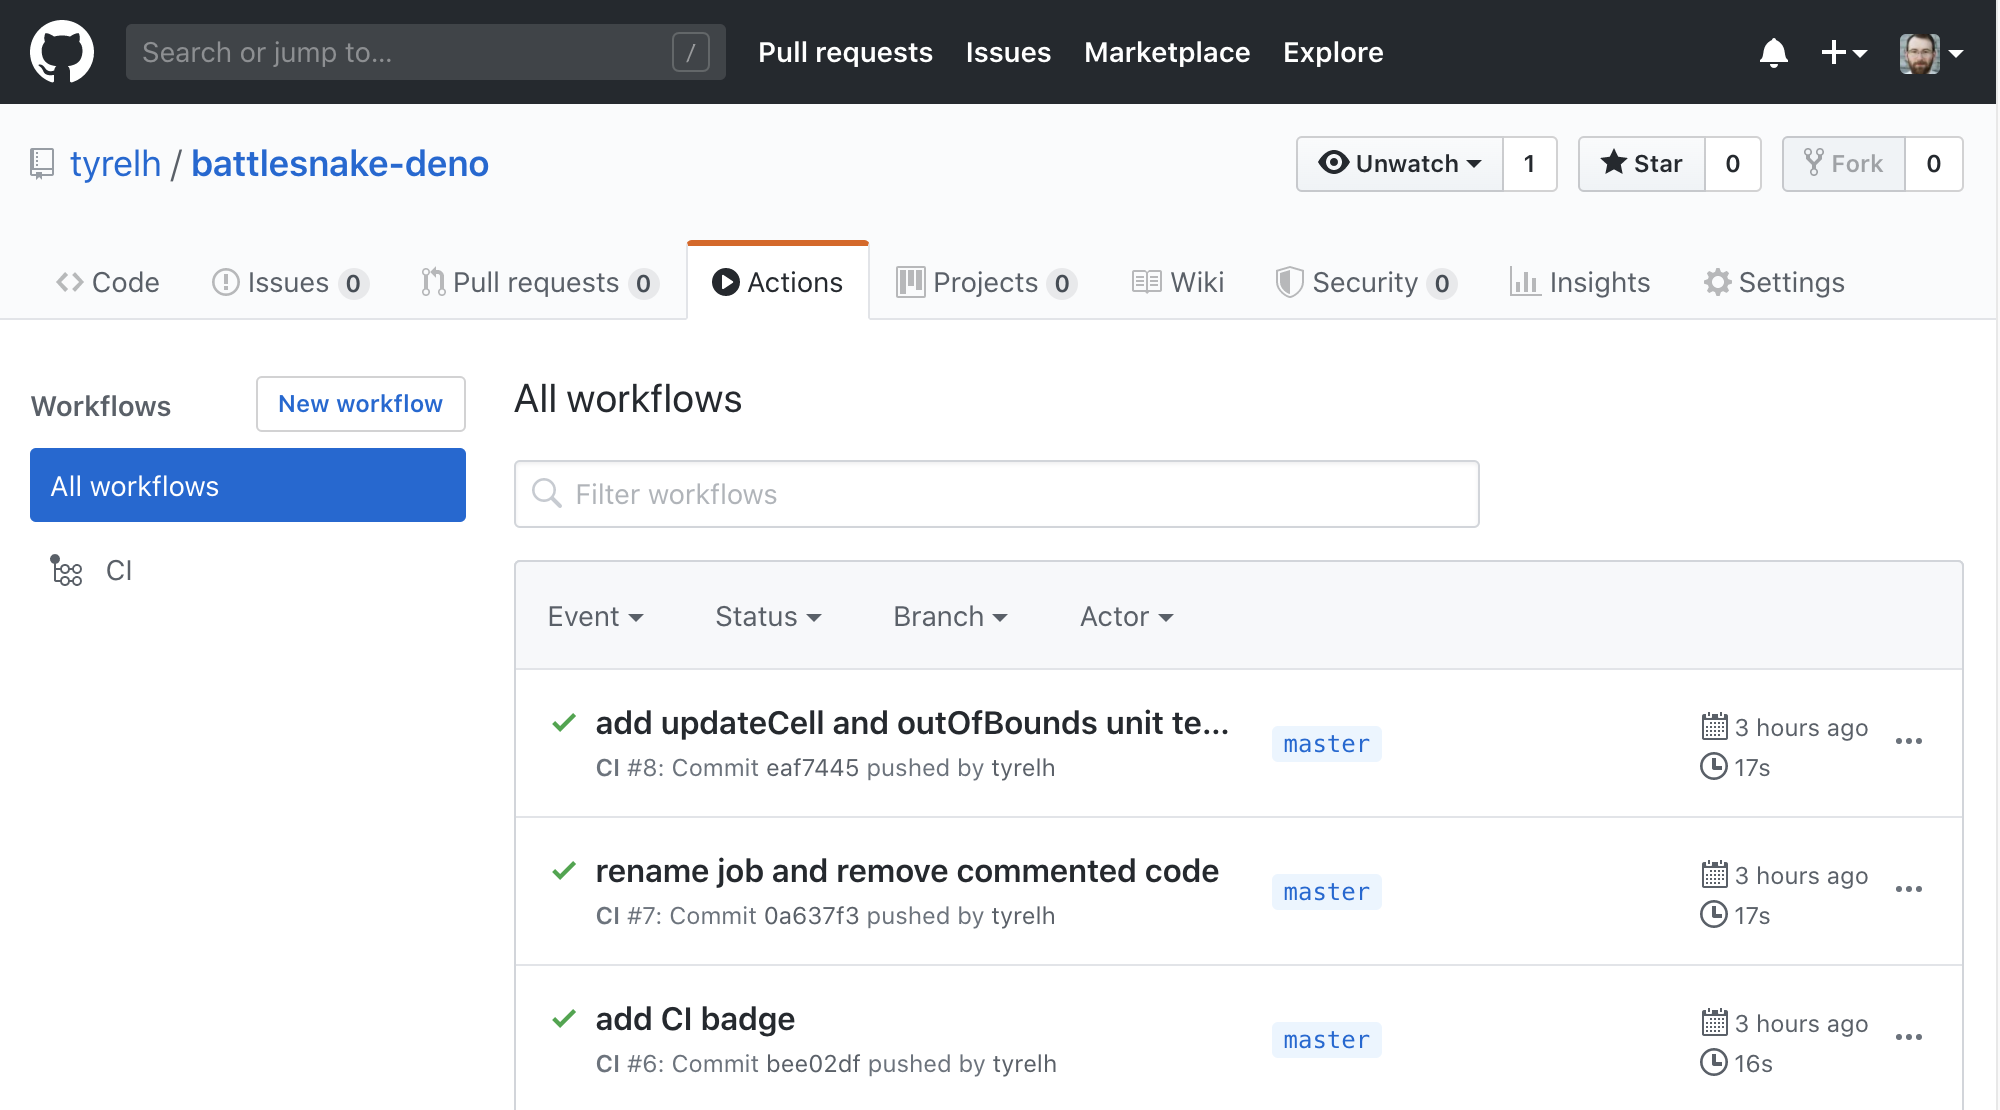 Search or jump to... / Pull requests Issues Marketplace Explore
tyrelh / battlesnake-deno Unwatch 1 Star 0 Fork 0
Code Issues 0 Pull requests 0 Actions Projects 0 Wiki Security 0 Insights Settings
Workflows New workflow
All workflows
CI
All workflows
Filter workflows
Event Status Branch Actor
add updateCell and outOfBounds unit te...
CI #8: Commit eaf7445 pushed by tyrelh
master
3 hours ago
17s
rename job and remove commented code
CI #7: Commit 0a637f3 pushed by tyrelh
master
3 hours ago
17s
add CI badge
CI #6: Commit bee02df pushed by tyrelh
master
3 hours ago
16s